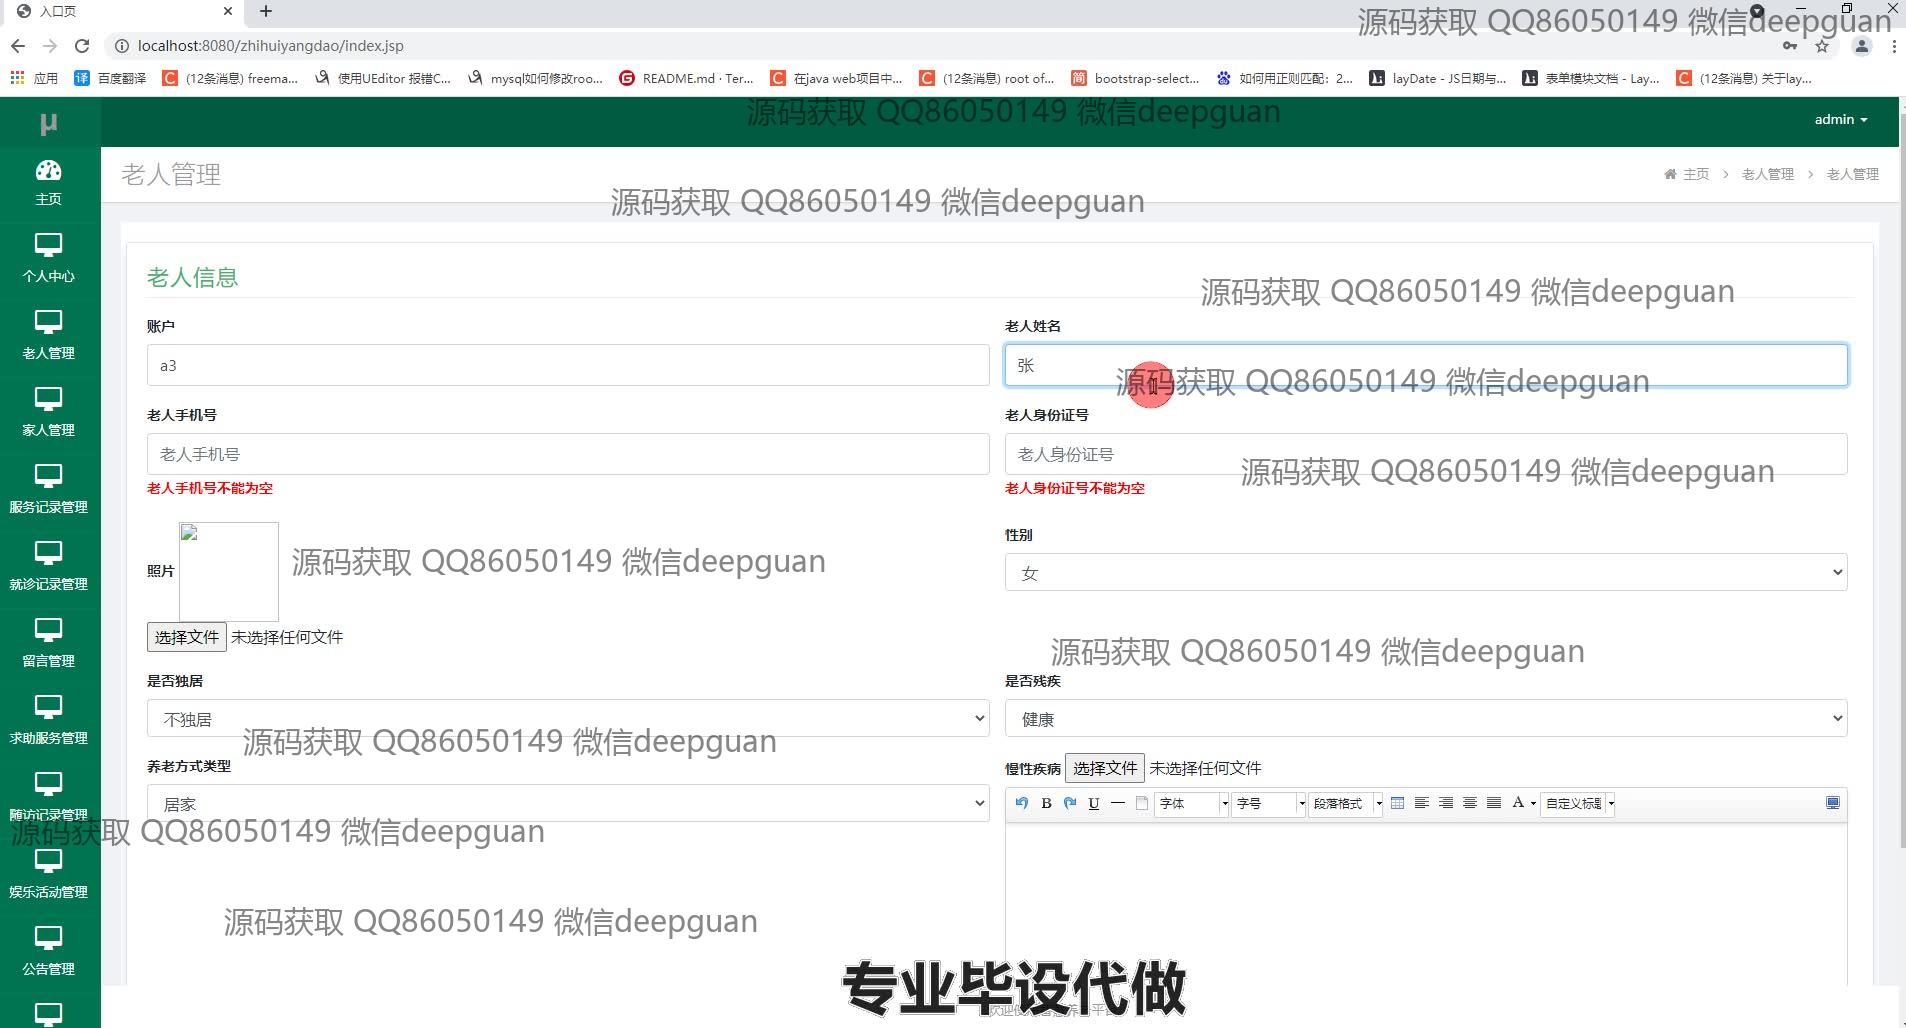 入口页
localhost:8080/zhihuiyangdao/index.jsp
源码获取 QQ86050149 微信deepguan
应用 百度翻译 (12条消息) freema... 使用UEditor 报错C... mysql如何修改roo... README.md · Ter... 在java web项目中... (12条消息) root of... bootstrap-select... 如何用正则匹配：2... layDate - JS日期与... 表单模块文档 - Lay... (12条消息) 关于lay...
源码获取 QQ86050149 微信deepguan
μ
admin
主页
老人管理
主页 > 老人管理 > 老人管理
源码获取 QQ86050149 微信deepguan
个人中心
老人信息
源码获取 QQ86050149 微信deepguan
账户
老人姓名
老人管理
a3
张
源码获取 QQ86050149 微信deepguan
老人手机号
老人身份证号
家人管理
老人手机号
老人身份证号
源码获取 QQ86050149 微信deepguan
老人手机号不能为空
老人身份证号不能为空
服务记录管理
性别
照片
源码获取 QQ86050149 微信deepguan
女
就诊记录管理
选择文件 未选择任何文件
源码获取 QQ86050149 微信deepguan
留言管理
是否独居
是否残疾
不独居
健康
求助服务管理
源码获取 QQ86050149 微信deepguan
养老方式类型
慢性疾病 选择文件 未选择任何文件
居家
B U 字体 字号 段落格式 A 自定义标题
随访记录管理
源码获取 QQ86050149 微信deepguan
娱乐活动管理
源码获取 QQ86050149 微信deepguan
公告管理
专业毕设代做